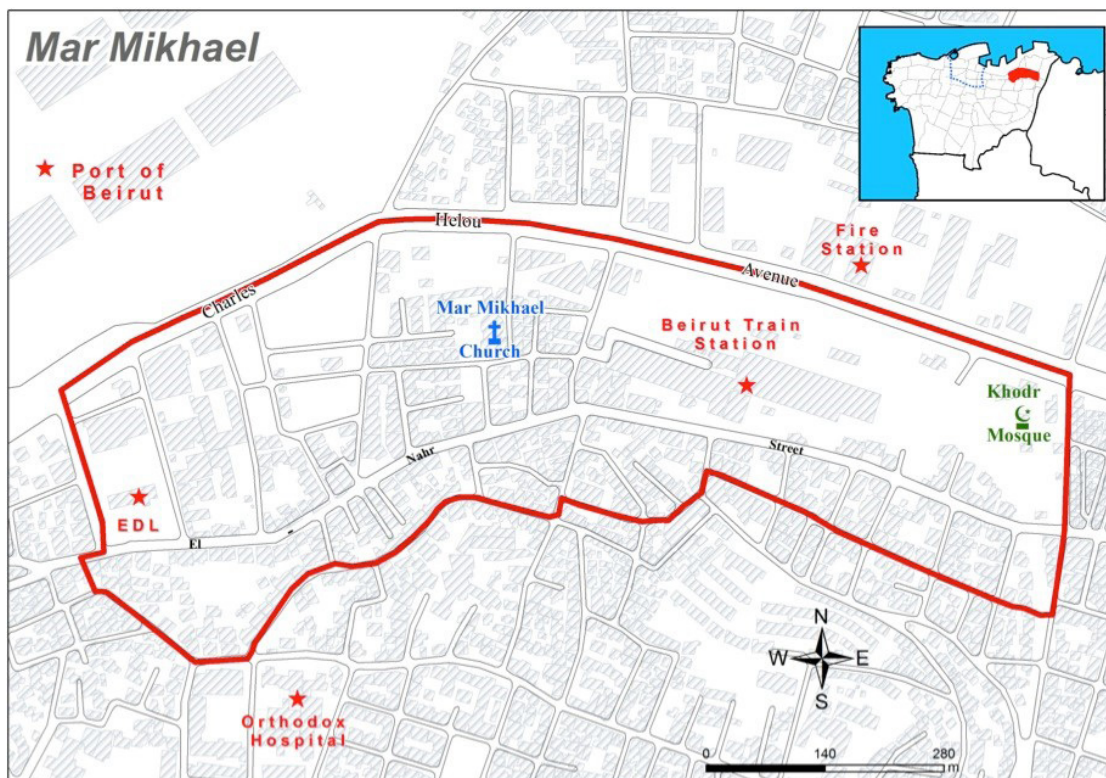 Mar Mikhael
Port of
Beirut
Helou
Fire
Station
Avenue
Charles
Mar Mikhael
Church
Beirut Train
Station
Khodr
Mosque
Nahr
Street
EDL
El
-
N
W E
S
Orthodox
Hospital
0 140 280
m